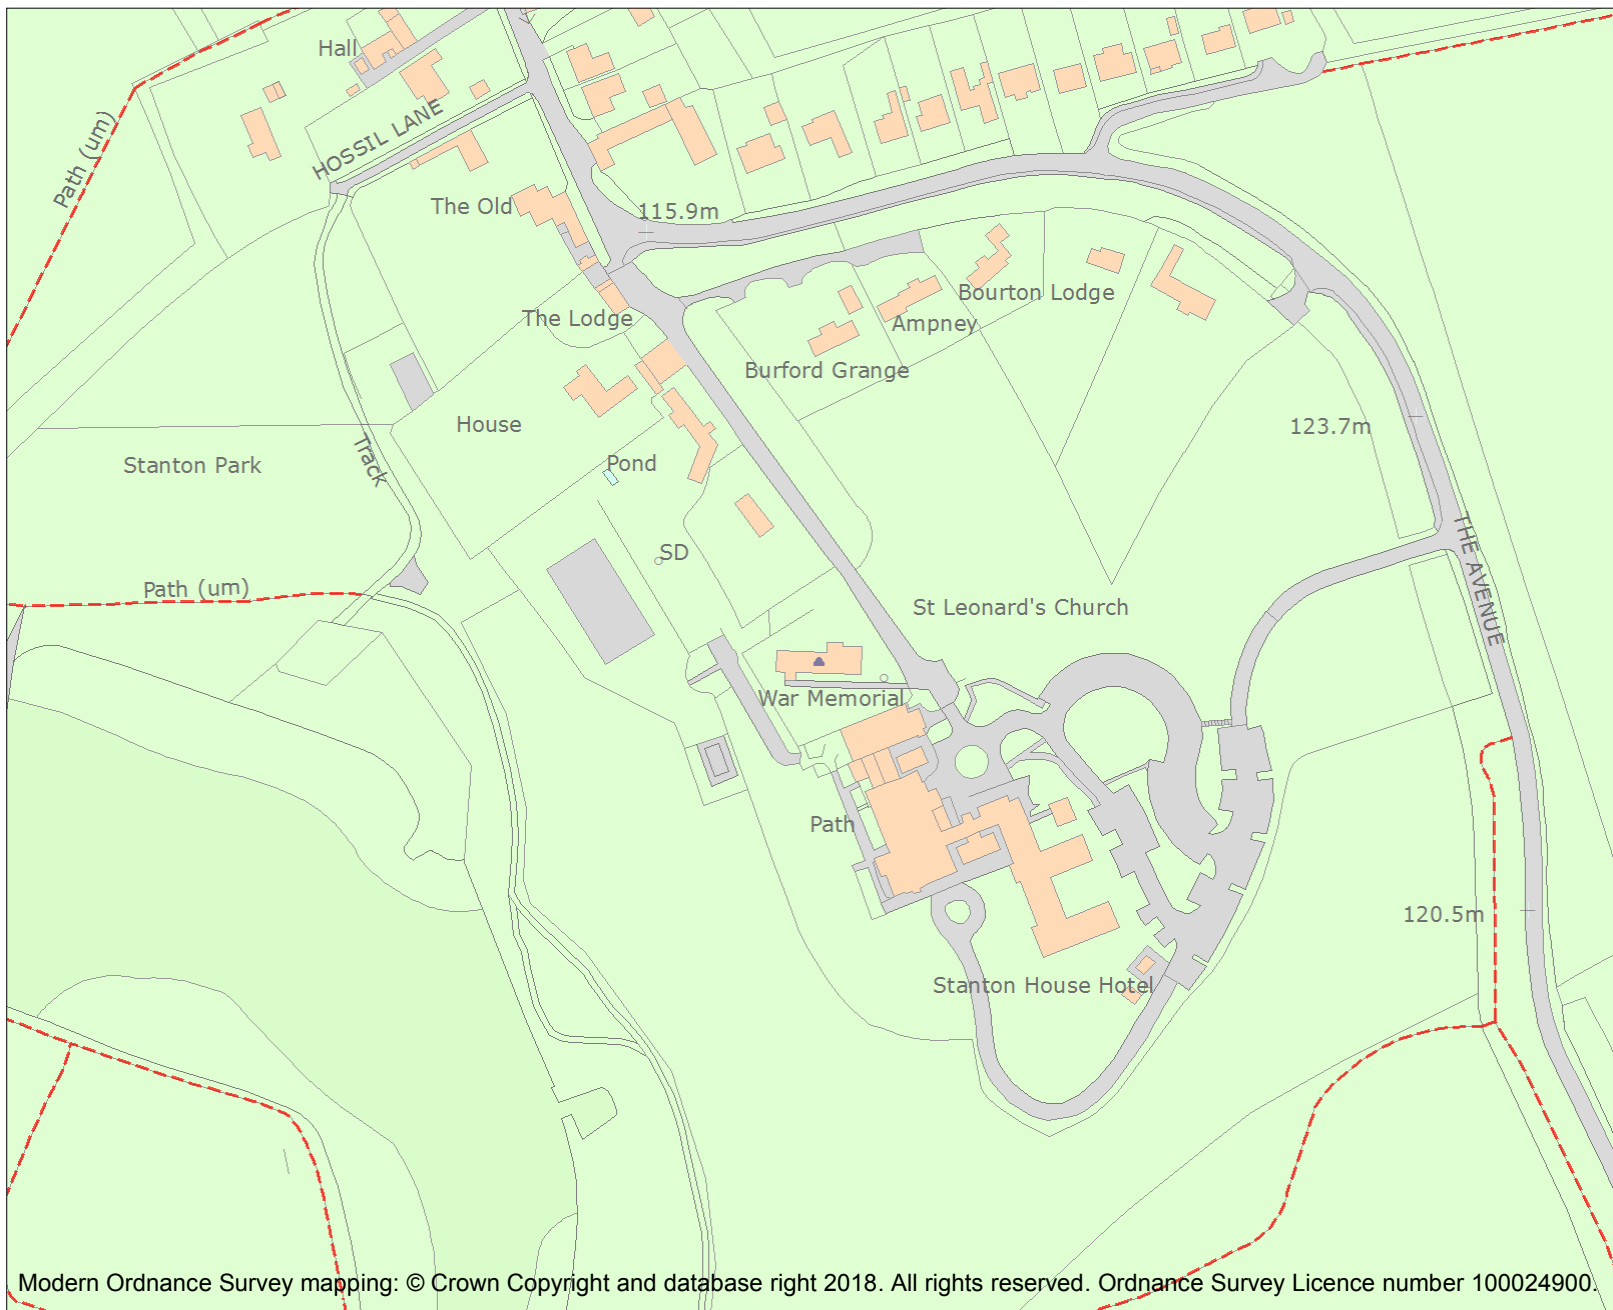 Hall
HOSSIL LANE
Path (um)
The Old
115.9m
The Lodge
Bourton Lodge
Ampney
Burford Grange
House
123.7m
Track
Stanton Park
Pond
SD
THE AVENUE
Path (um)
St Leonard's Church
War Memorial
Path
120.5m
Stanton House Hotel
Modern Ordnance Survey mapping: © Crown Copyright and database right 2018. All rights reserved. Ordnance Survey Licence number 100024900.